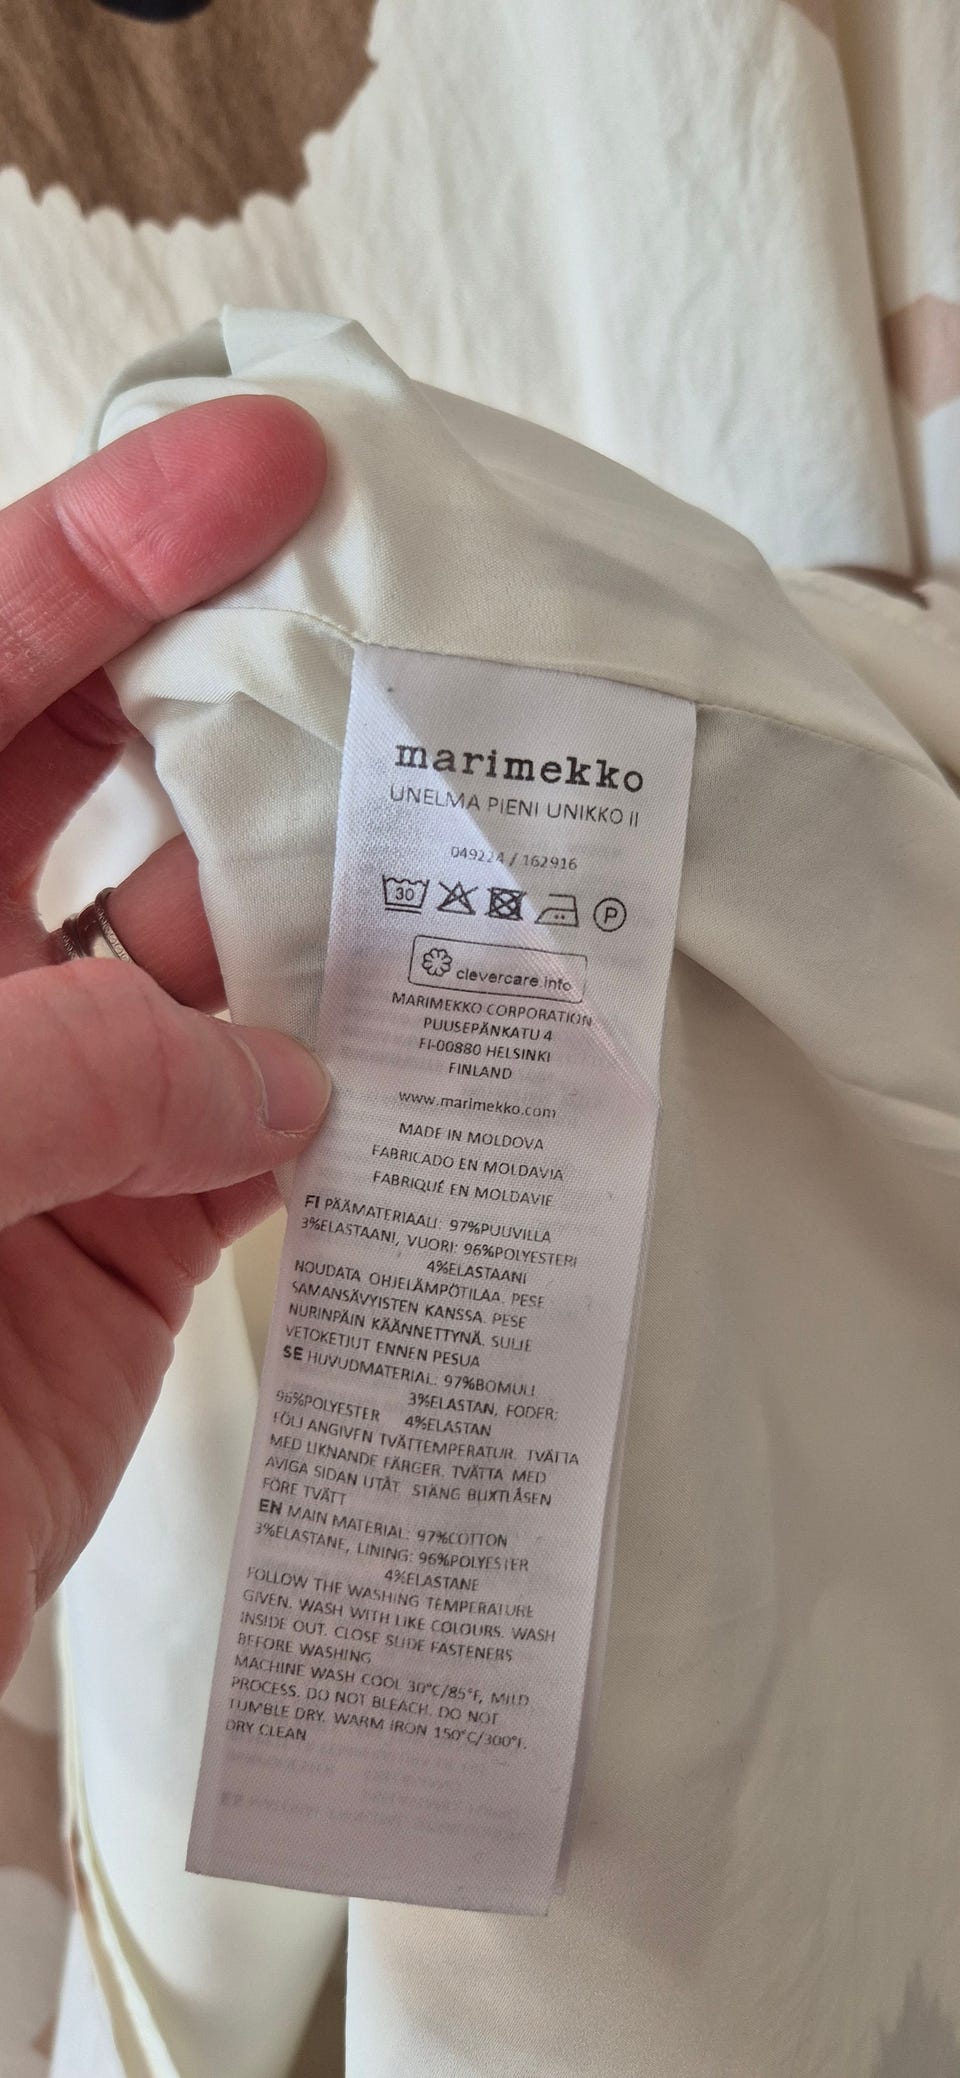 marimekko
UNELMA PIENI UNIKKO II
049224 / 162916
30
P
clevercare.info
MARIMEKKO CORPORATION
PUUSEPÄNKATU 4
FI-00880 HELSINKI
FINLAND
www.marimekko.com
MADE IN MOLDOVA
FABRICADO EN MOLDAVIA
FABRIQUÉ EN MOLDAVIE
FI PÄÄMATERIAALI: 97%PUUVILLA
3%ELASTAANI, VUORI: 96%POLYESTERI
4%ELASTAANI
NOUDATA OHJELÄMPÖTILAA. PESE
SAMANSÄVYISTEN KANSSA. PESE
NURINPÄIN KÄÄNNETTYNÄ. SULJE
VETOKETJUT ENNEN PESUA
SE HUVUDMATERIAL: 97%BOMULL
3%ELASTAN, FODER:
96%POLYESTER 4%ELASTAN
FÖLJ ANGIVEN TVÄTTEMPERATUR. TVÄTTA
MED LIKNANDE FÄRGER. TVÄTTA MED
AVIGA SIDAN UTÅT. STÄNG BLIXTLÅSEN
FÖRE TVÄTT
EN MAIN MATERIAL: 97%COTTON
3%ELASTANE, LINING: 96%POLYESTER
4%ELASTANE
FOLLOW THE WASHING TEMPERATURE
GIVEN. WASH WITH LIKE COLOURS. WASH
INSIDE OUT. CLOSE SLIDE FASTENERS
BEFORE WASHING
MACHINE WASH COOL 30°C/85°F, MILD
PROCESS. DO NOT BLEACH. DO NOT
TUMBLE DRY. WARM IRON 150°C/300°F.
DRY CLEAN